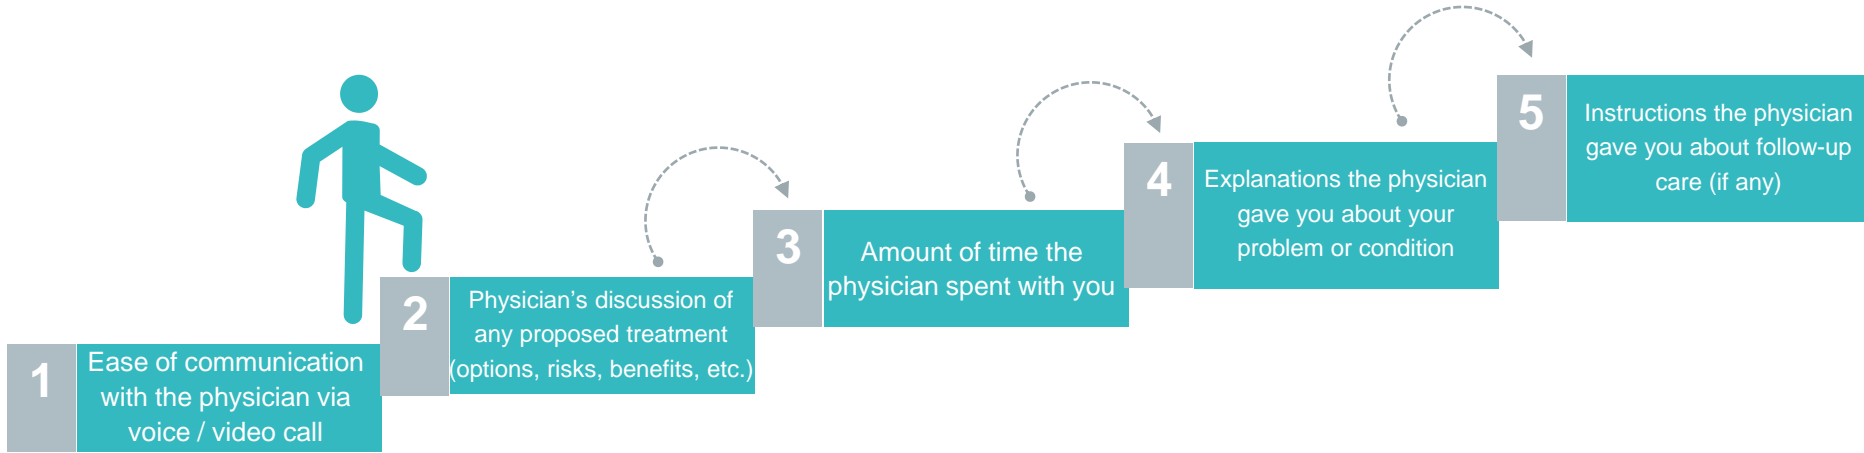 1
Ease of communication
with the physician via
voice / video call
2
Physician’s discussion of
any proposed treatment
(options, risks, benefits, etc.)
3
Amount of time the
physician spent with you
4
Explanations the physician
gave you about your
problem or condition
5
Instructions the physician
gave you about follow-up
care (if any)